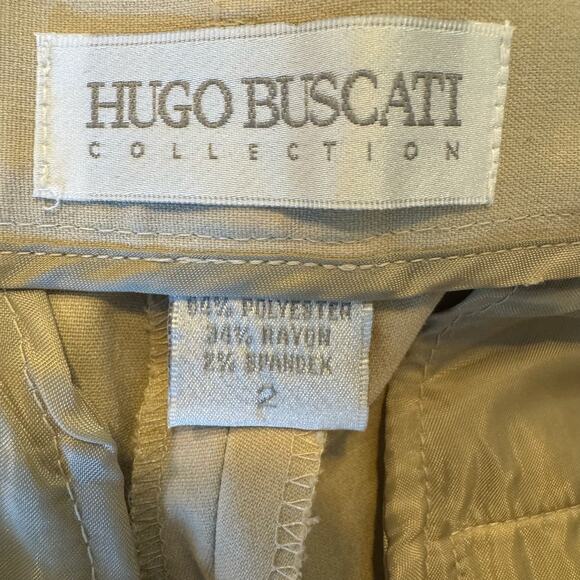 HUGO BUSCATI
COLLECTION
64% POLYESTER
34% RAYON
2% SPANDEX
2